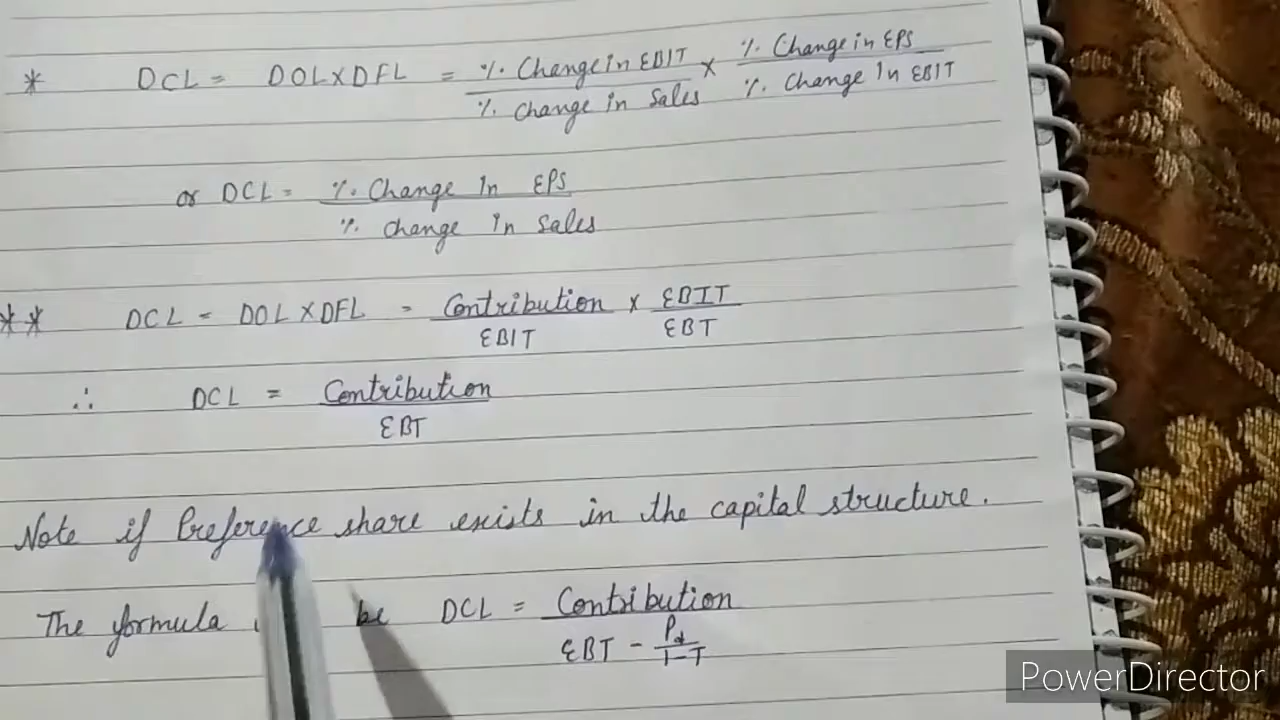 * DCL = DOL X DFL = % Change in EBIT / % Change in Sales X % Change in EPS / % Change In EBIT
or DCL = % Change In EPS / % Change in Sales
** DCL = DOL X DFL = Contribution / EBIT X EBIT / EBT
∴ DCL = Contribution / EBT
Note if Preference share exists in the capital structure.
The formula be DCL = Contribution / EBT - Pd / 1-T
PowerDirector